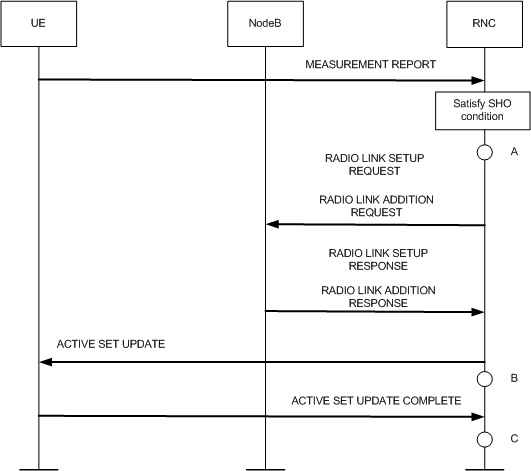 UE
NodeB
RNC
MEASUREMENT REPORT
Satisfy SHO
condition
A
RADIO LINK SETUP
REQUEST
RADIO LINK ADDITION
REQUEST
RADIO LINK SETUP
RESPONSE
RADIO LINK ADDITION
RESPONSE
ACTIVE SET UPDATE
B
ACTIVE SET UPDATE COMPLETE
C